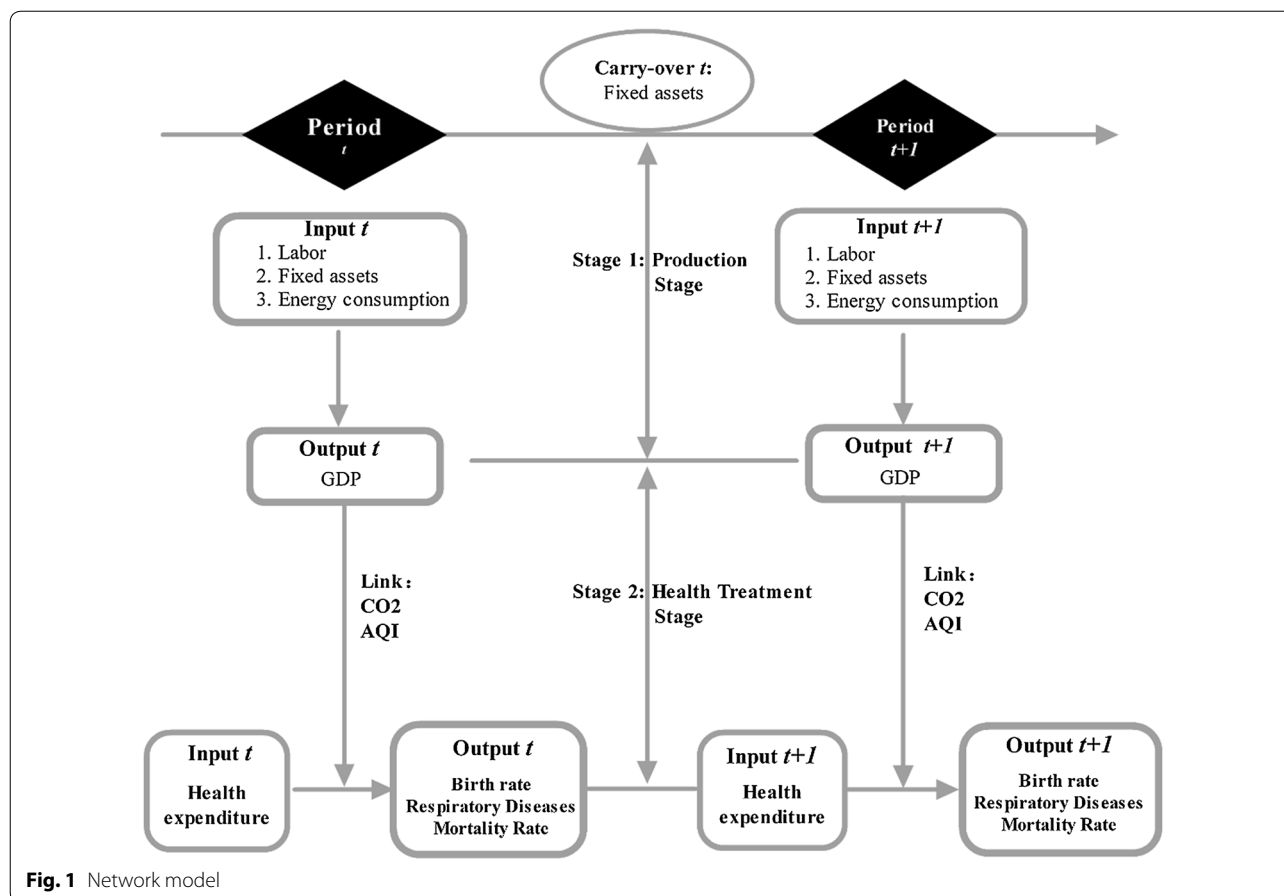 Carry-over t:
Fixed assets
Period
t
Period
t+1
Input t
1. Labor
2. Fixed assets
3. Energy consumption
Stage 1: Production
Stage
Input t+1
1. Labor
2. Fixed assets
3. Energy consumption
Output t
GDP
Output t+1
GDP
Link:
CO2
AQI
Stage 2: Health Treatment
Stage
Link:
CO2
AQI
Input t
Health
expenditure
Output t
Birth rate
Respiratory Diseases
Mortality Rate
Input t+1
Health
expenditure
Output t+1
Birth rate
Respiratory Diseases
Mortality Rate
Fig. 1 Network model